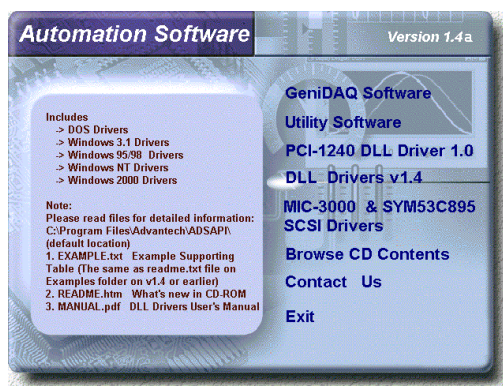 Automation Software
Version 1.4a
Includes
-> DOS Drivers
-> Windows 3.1 Drivers
-> Windows 95/98 Drivers
-> Windows NT Drivers
-> Windows 2000 Drivers
Note:
Please read files for detailed information:
C:\Program Files\Advantech\ADSAPI\
(default location)
1. EXAMPLE.txt Example Supporting
Table (The same as readme.txt file on
Examples folder on v1.4 or earlier)
2. README.htm What's new in CD-ROM
3. MANUAL.pdf DLL Drivers User's Manual
GeniDAQ Software
Utility Software
PCI-1240 DLL Driver 1.0
DLL Drivers v1.4
MIC-3000 & SYM53C895
SCSI Drivers
Browse CD Contents
Contact Us
Exit